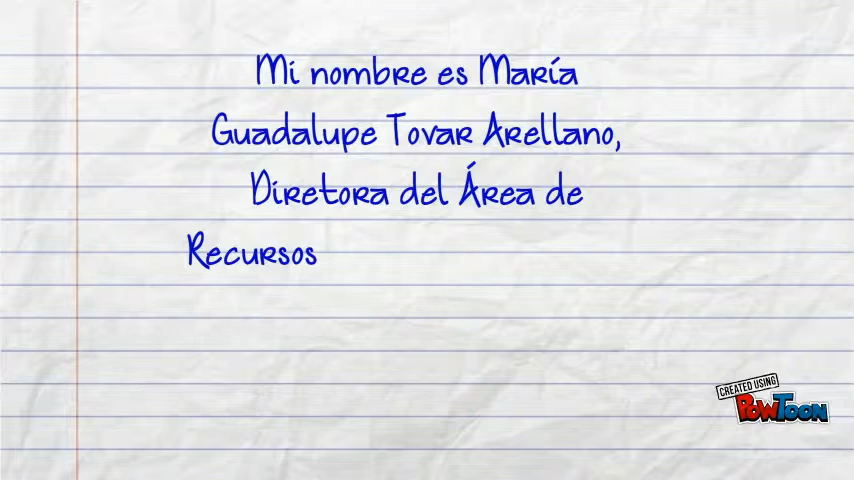 Mi nombre es María
Guadalupe Tovar Arellano,
Diretora del Área de
Recursos
CREATED USING
POWTOON